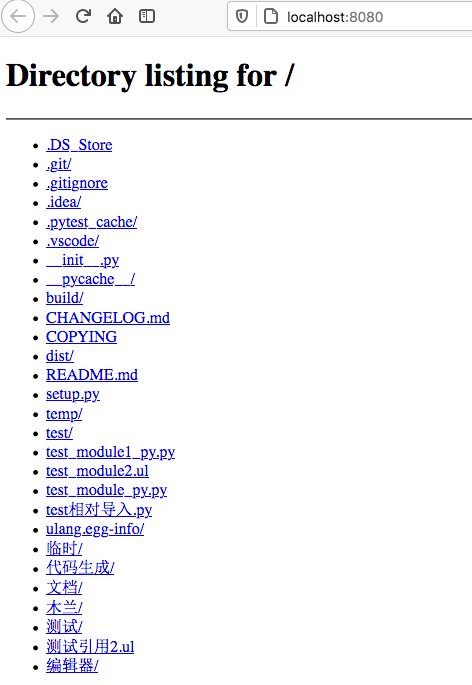 localhost:8080
Directory listing for /
.DS_Store
.git/
.gitignore
.idea/
.pytest_cache/
.vscode/
__init__.py
__pycache__/
build/
CHANGELOG.md
COPYING
dist/
README.md
setup.py
temp/
test/
test_module1_py.py
test_module2.ul
test_module_py.py
test相对导入.py
ulang.egg-info/
临时/
代码生成/
文档/
木兰/
测试/
测试引用2.ul
编辑器/